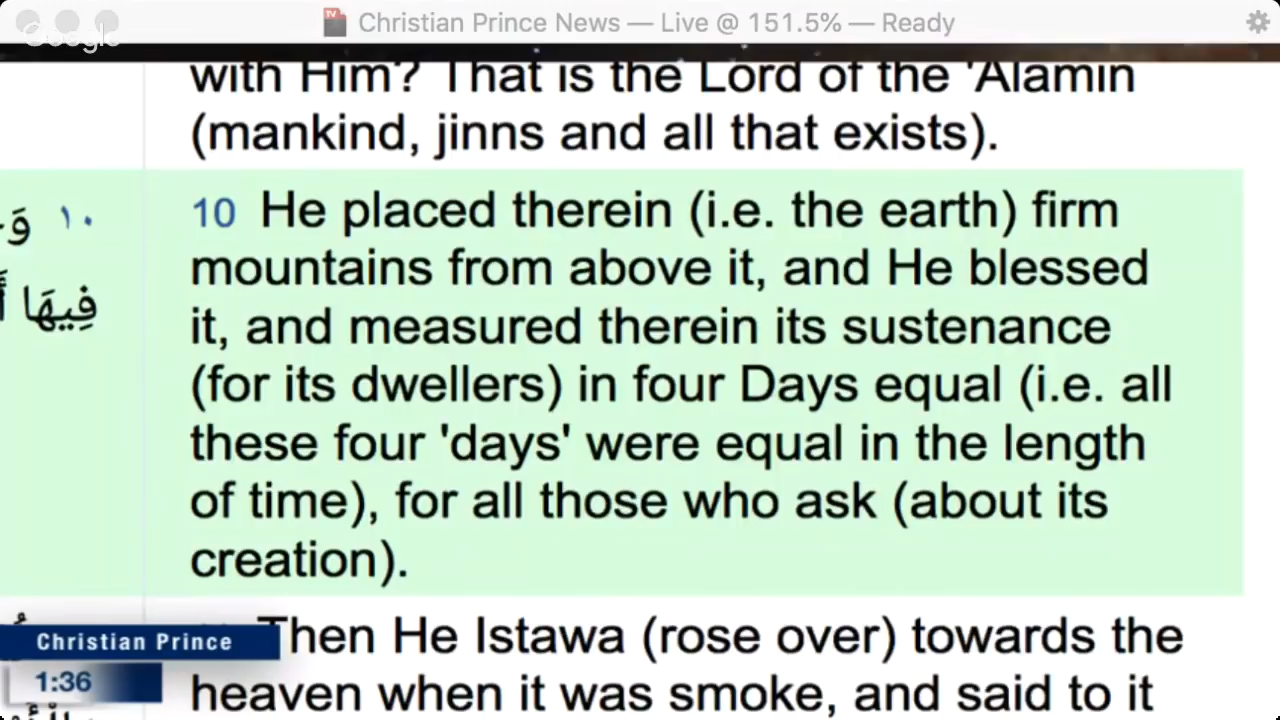 Christian Prince News — Live @ 151.5% — Ready
Google
with Him? That is the Lord of the 'Alamin
(mankind, jinns and all that exists).
١٠
10 He placed therein (i.e. the earth) firm
mountains from above it, and He blessed
فِيهَا
it, and measured therein its sustenance
(for its dwellers) in four Days equal (i.e. all
these four 'days' were equal in the length
of time), for all those who ask (about its
creation).
Then He Istawa (rose over) towards the
heaven when it was smoke, and said to it
Christian Prince
1:36